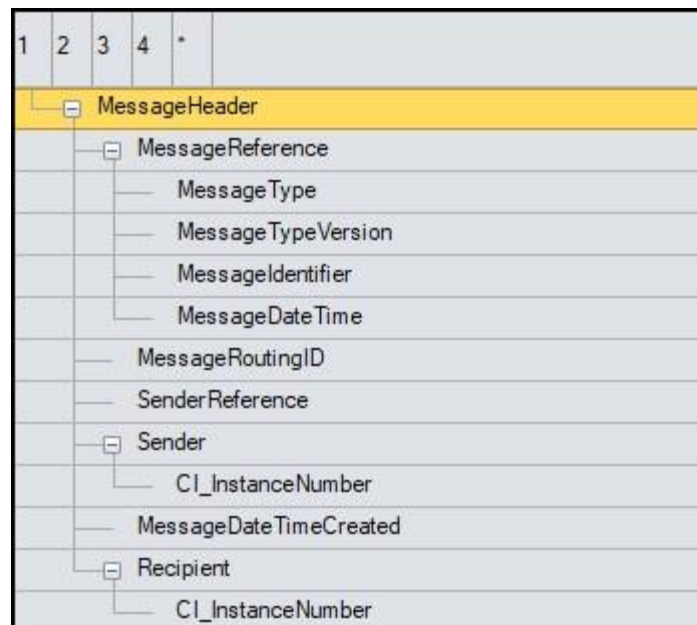 1 2 3 4 *
MessageHeader
MessageReference
MessageType
MessageTypeVersion
MessageIdentifier
MessageDateTime
MessageRoutingID
SenderReference
Sender
CI_InstanceNumber
MessageDateTimeCreated
Recipient
CI_InstanceNumber